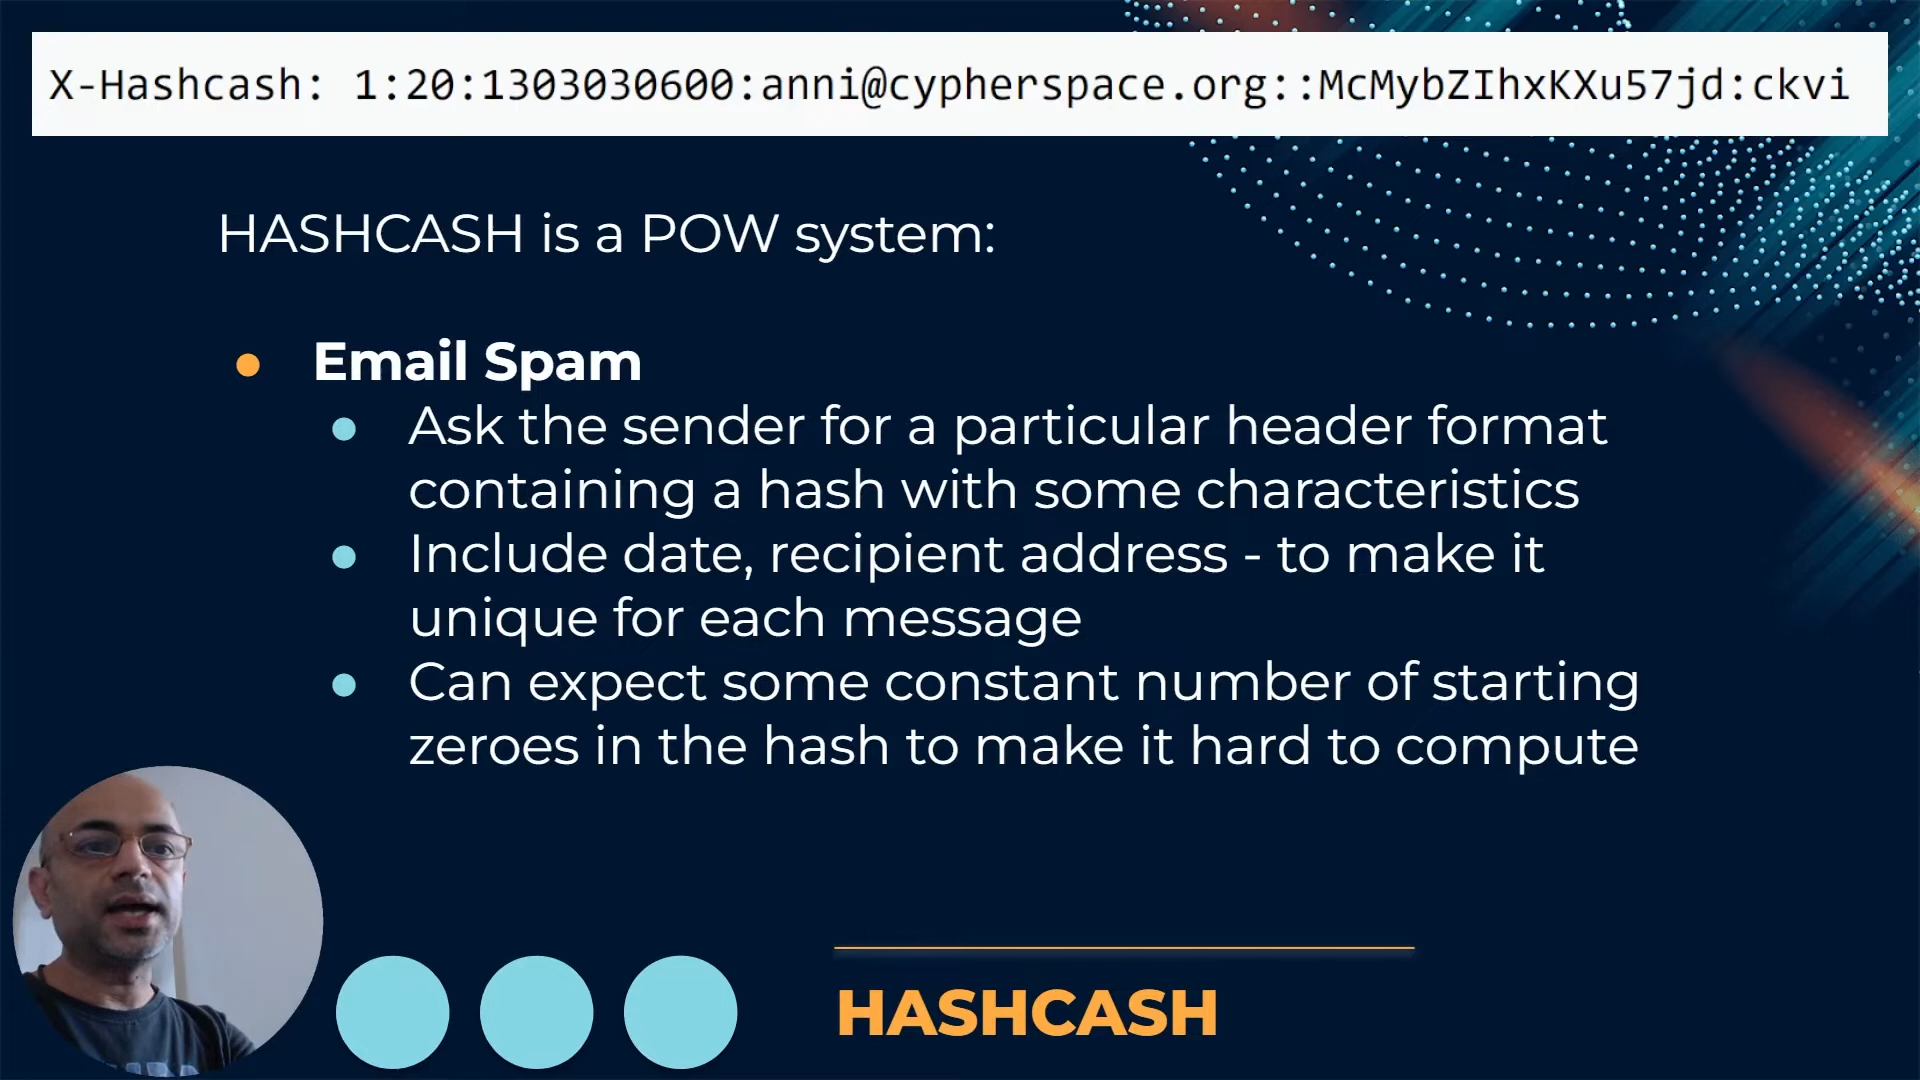 X-Hashcash: 1:20:1303030600:anni@cypherspace.org::McMybZIhxKXu57jd:ckvi
HASHCASH is a POW system:
Email Spam
Ask the sender for a particular header format
containing a hash with some characteristics
Include date, recipient address - to make it
unique for each message
Can expect some constant number of starting
zeroes in the hash to make it hard to compute
HASHCASH